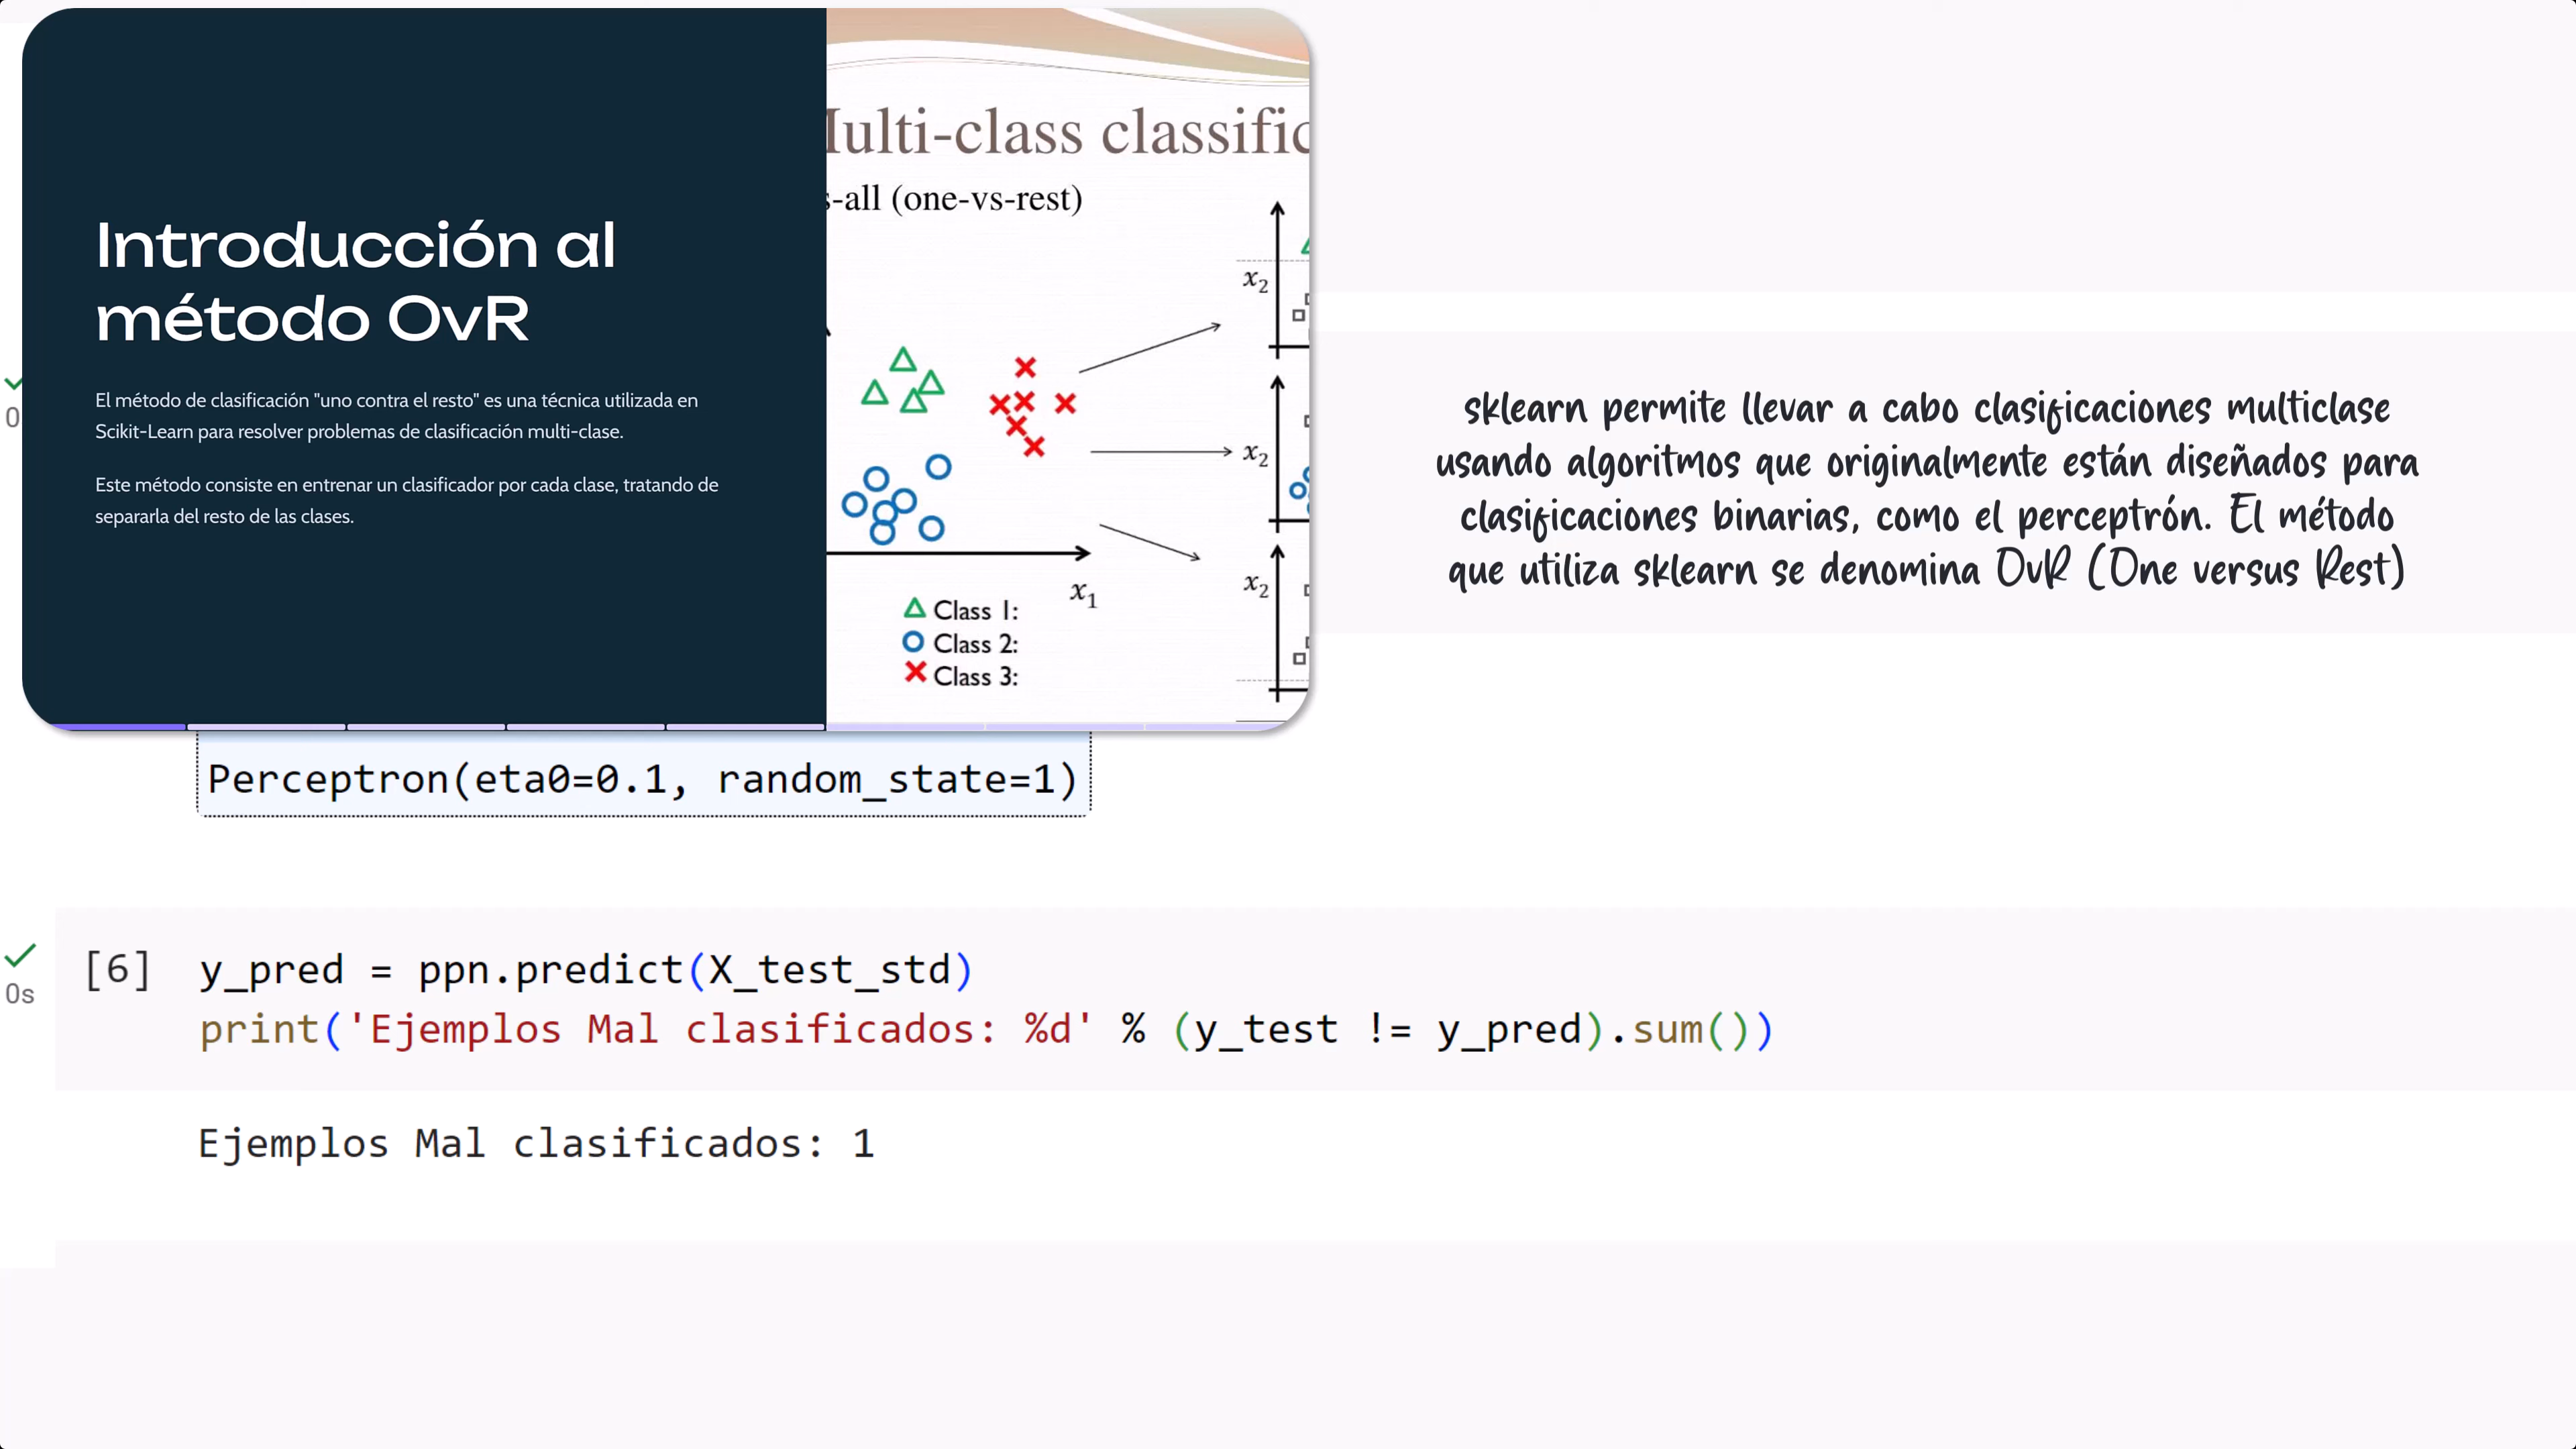 Introducción al
método OvR
El método de clasificación "uno contra el resto" es una técnica utilizada en
Scikit-Learn para resolver problemas de clasificación multi-clase.
Este método consiste en entrenar un clasificador por cada clase, tratando de
separarla del resto de las clases.
Multi-class classific
s-all (one-vs-rest)
x2
x2
x2
x1
Class 1:
Class 2:
Class 3:
sklearn permite llevar a cabo clasificaciones multiclase
usando algoritmos que originalmente están diseñados para
clasificaciones binarias, como el perceptrón. El método
que utiliza sklearn se denomina OvR (One versus Rest)
0
Perceptron(eta0=0.1, random_state=1)
0s
[6] y_pred = ppn.predict(X_test_std)
print('Ejemplos Mal clasificados: %d' % (y_test != y_pred).sum())
Ejemplos Mal clasificados: 1